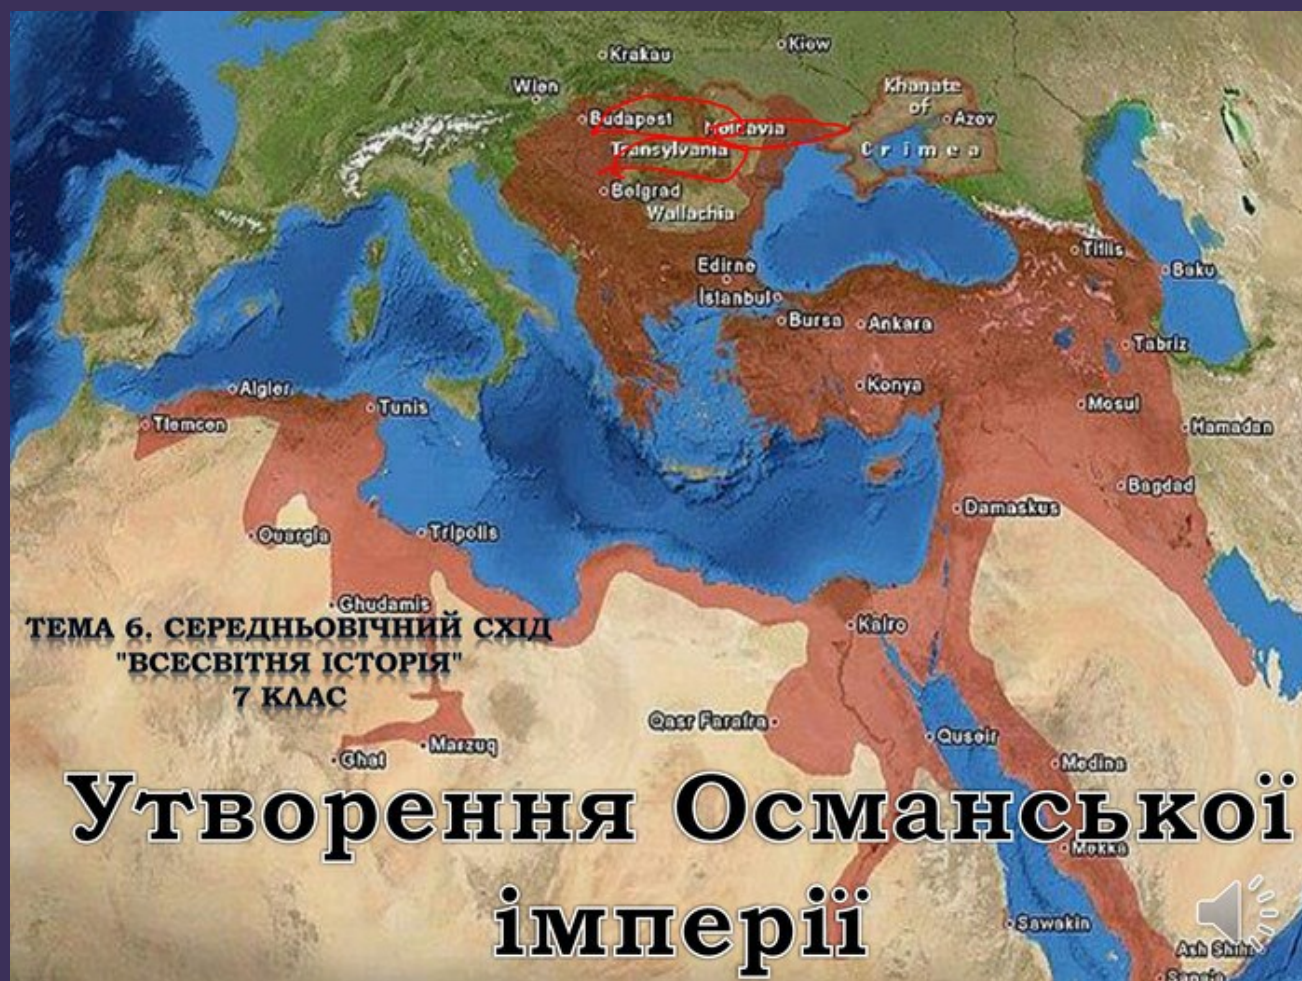 Krakau
Kiew
Wien
Khanate
of
Budapest
Moldavia
Azov
Transylvania
Crimea
Belgrad
Wallachia
Tiflis
Edirne
Baku
İstanbul
Bursa
Ankara
Tabriz
Algier
Konya
Tunis
Mosul
Tlemcen
Hamadan
Bagdad
Damaskus
Ouargla
Tripolis
Ghudamis
Kairo
ТЕМА 6. СЕРЕДНЬОВІЧНИЙ СХІД
"ВСЕСВІТНЯ ІСТОРІЯ"
7 КЛАС
Qasr Farafra
Quseir
Marzuq
Ghat
Medina
Утворення Османської
Mekka
імперії
Sawakin